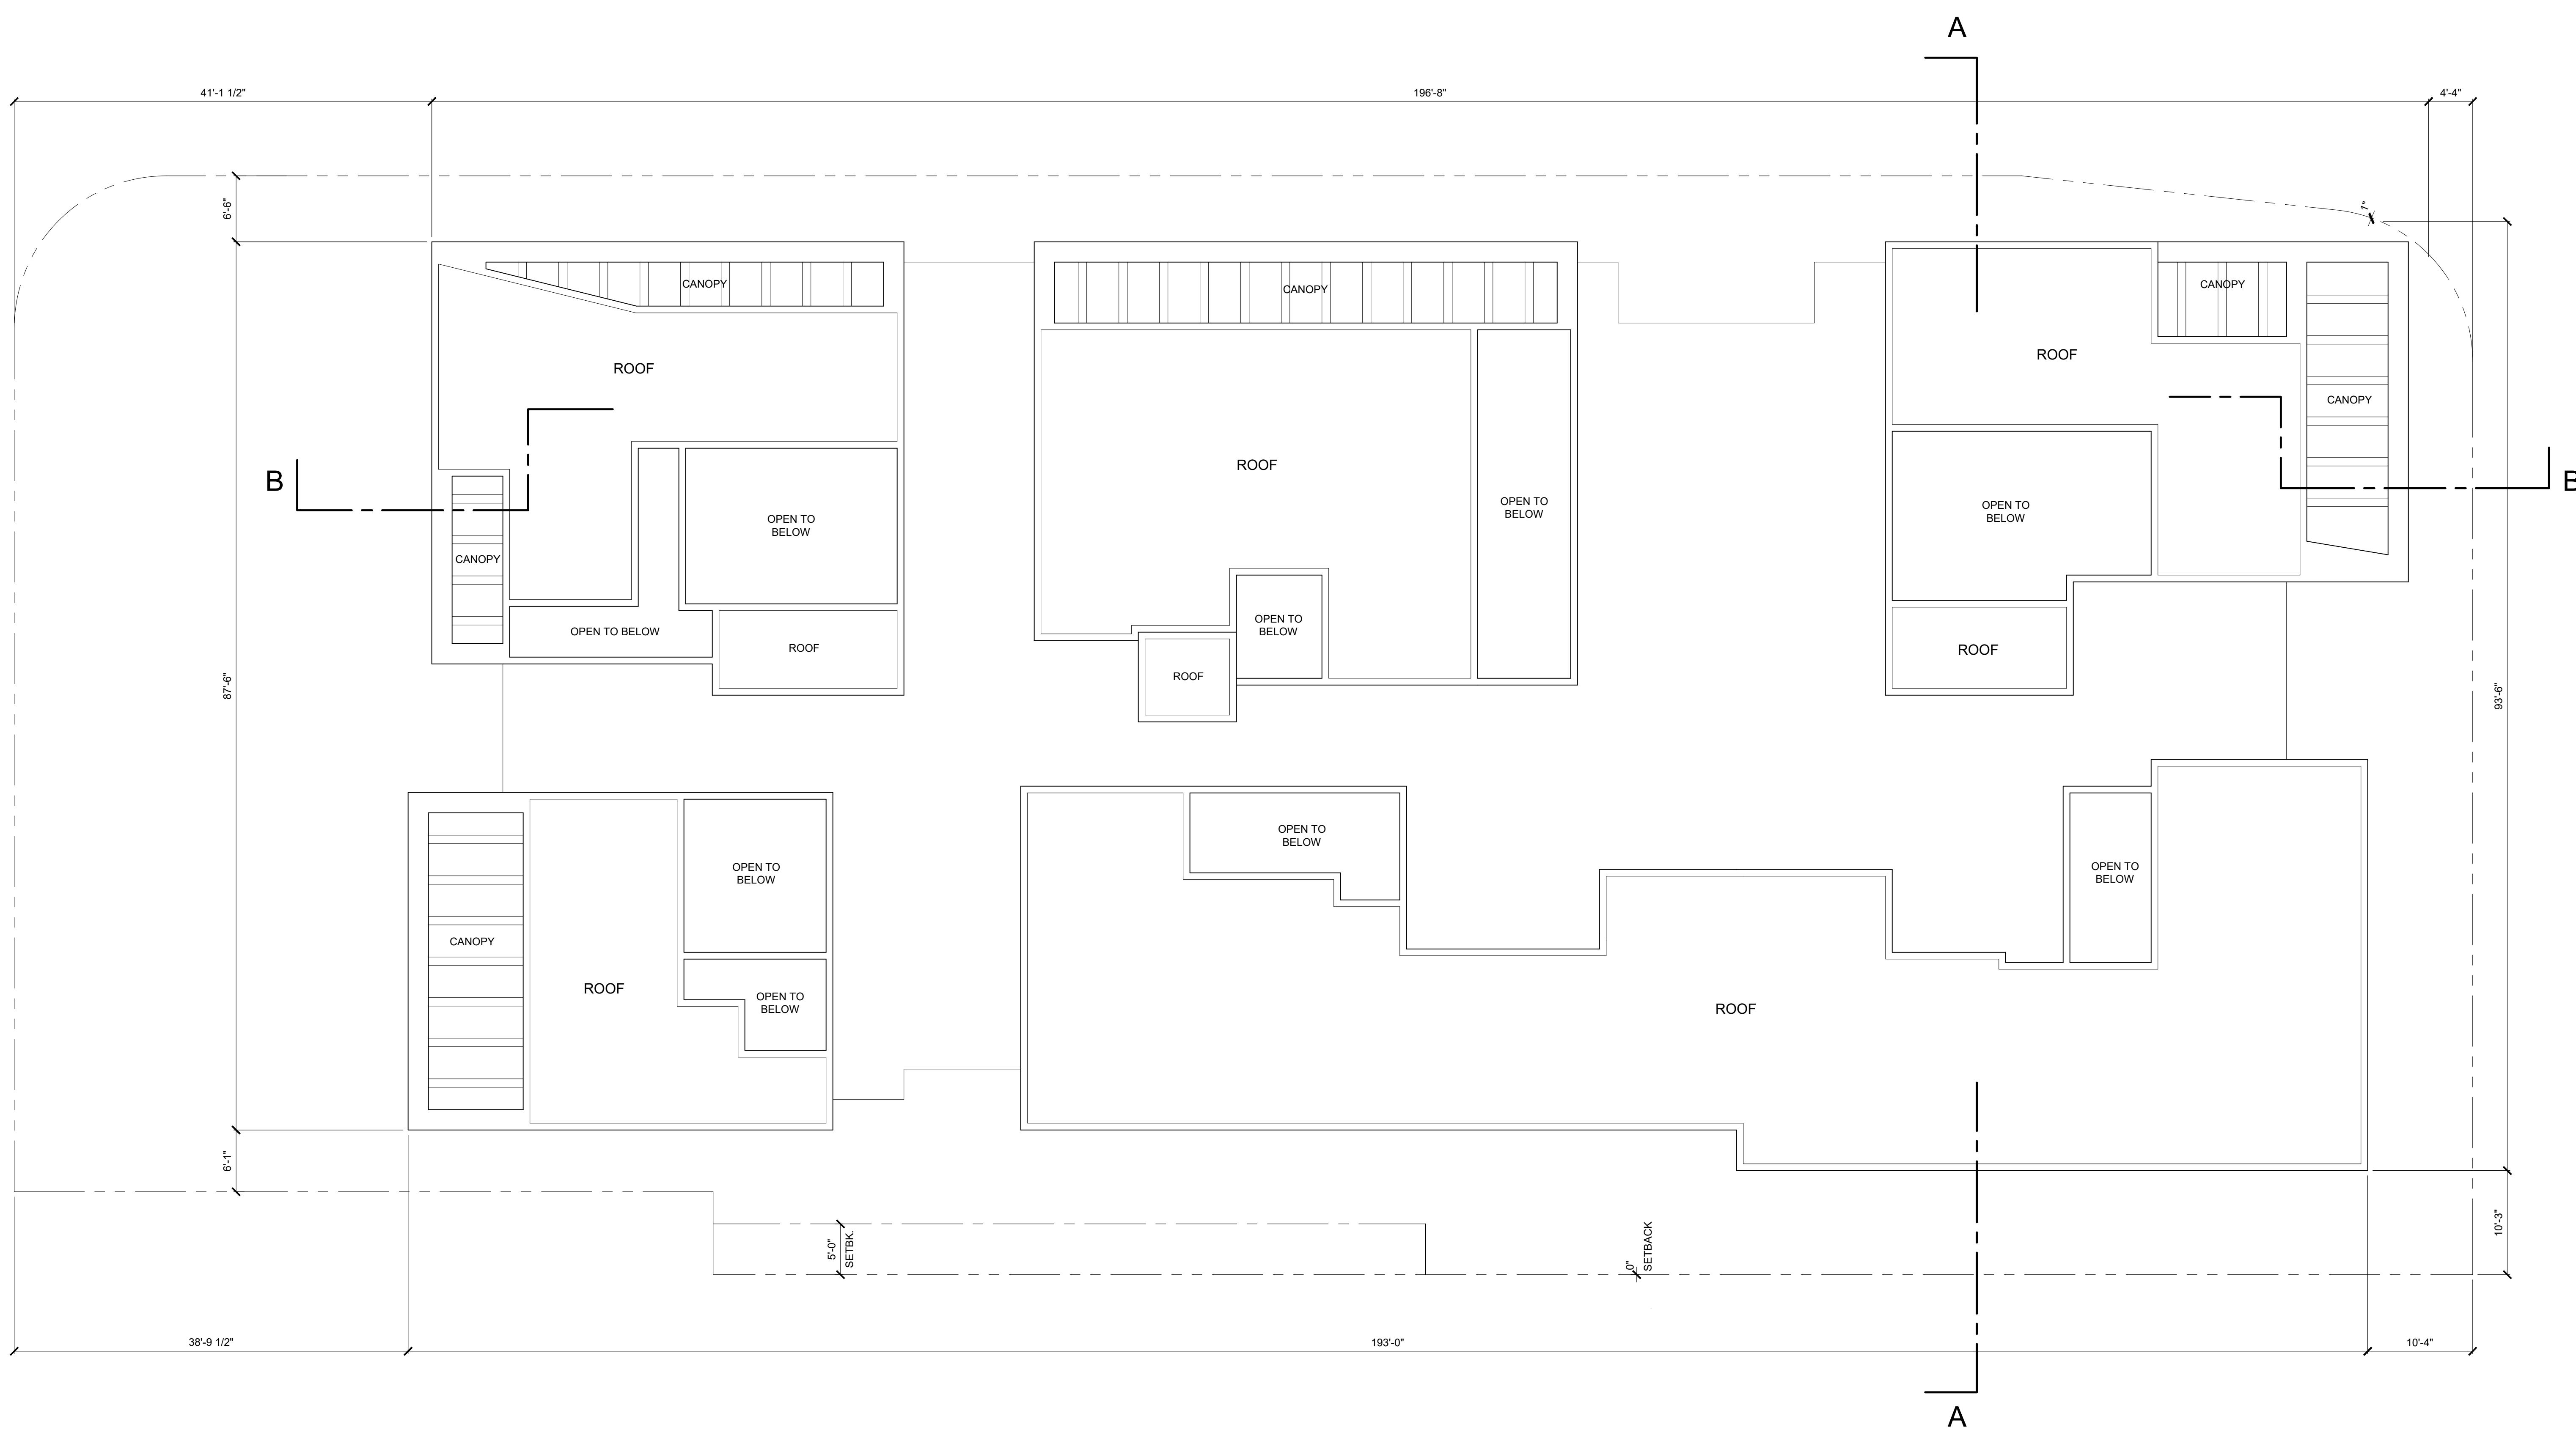 A
41'-1 1/2"
196'-8"
4'-4"
6'-6"
1"
CANOPY
CANOPY
CANOPY
ROOF
ROOF
ROOF
CANOPY
B
B
OPEN TO
BELOW
OPEN TO
BELOW
OPEN TO
BELOW
CANOPY
OPEN TO BELOW
ROOF
OPEN TO
BELOW
ROOF
ROOF
87'-6"
93'-6"
OPEN TO
BELOW
OPEN TO
BELOW
OPEN TO
BELOW
CANOPY
ROOF
OPEN TO
BELOW
ROOF
6'-1"
5'-0"
SETBK.
0"
SETBACK
10'-3"
38'-9 1/2"
193'-0"
10'-4"
A